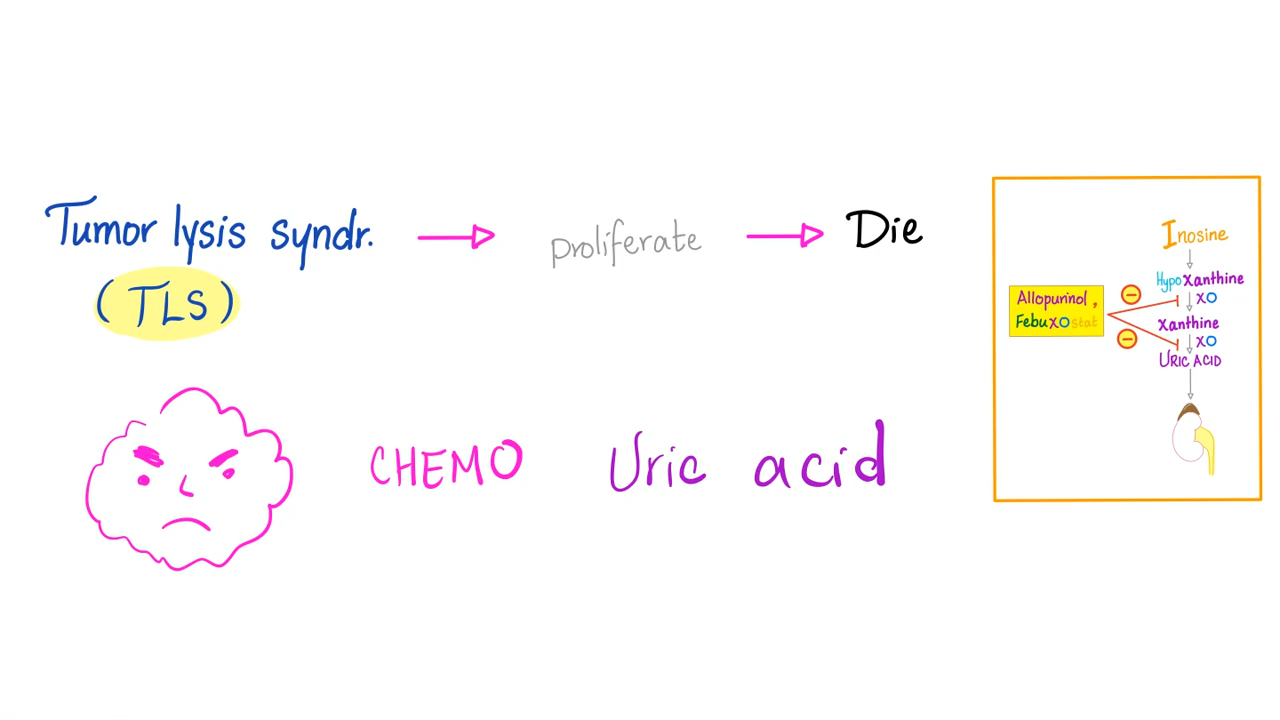 Tumor lysis syndr. → proliferate → Die
(TLS)
CHEMO
Uric acid
Inosine
HypoXanthine
XO
Allopurinol,
FebuXOstat
Xanthine
XO
URIC ACID